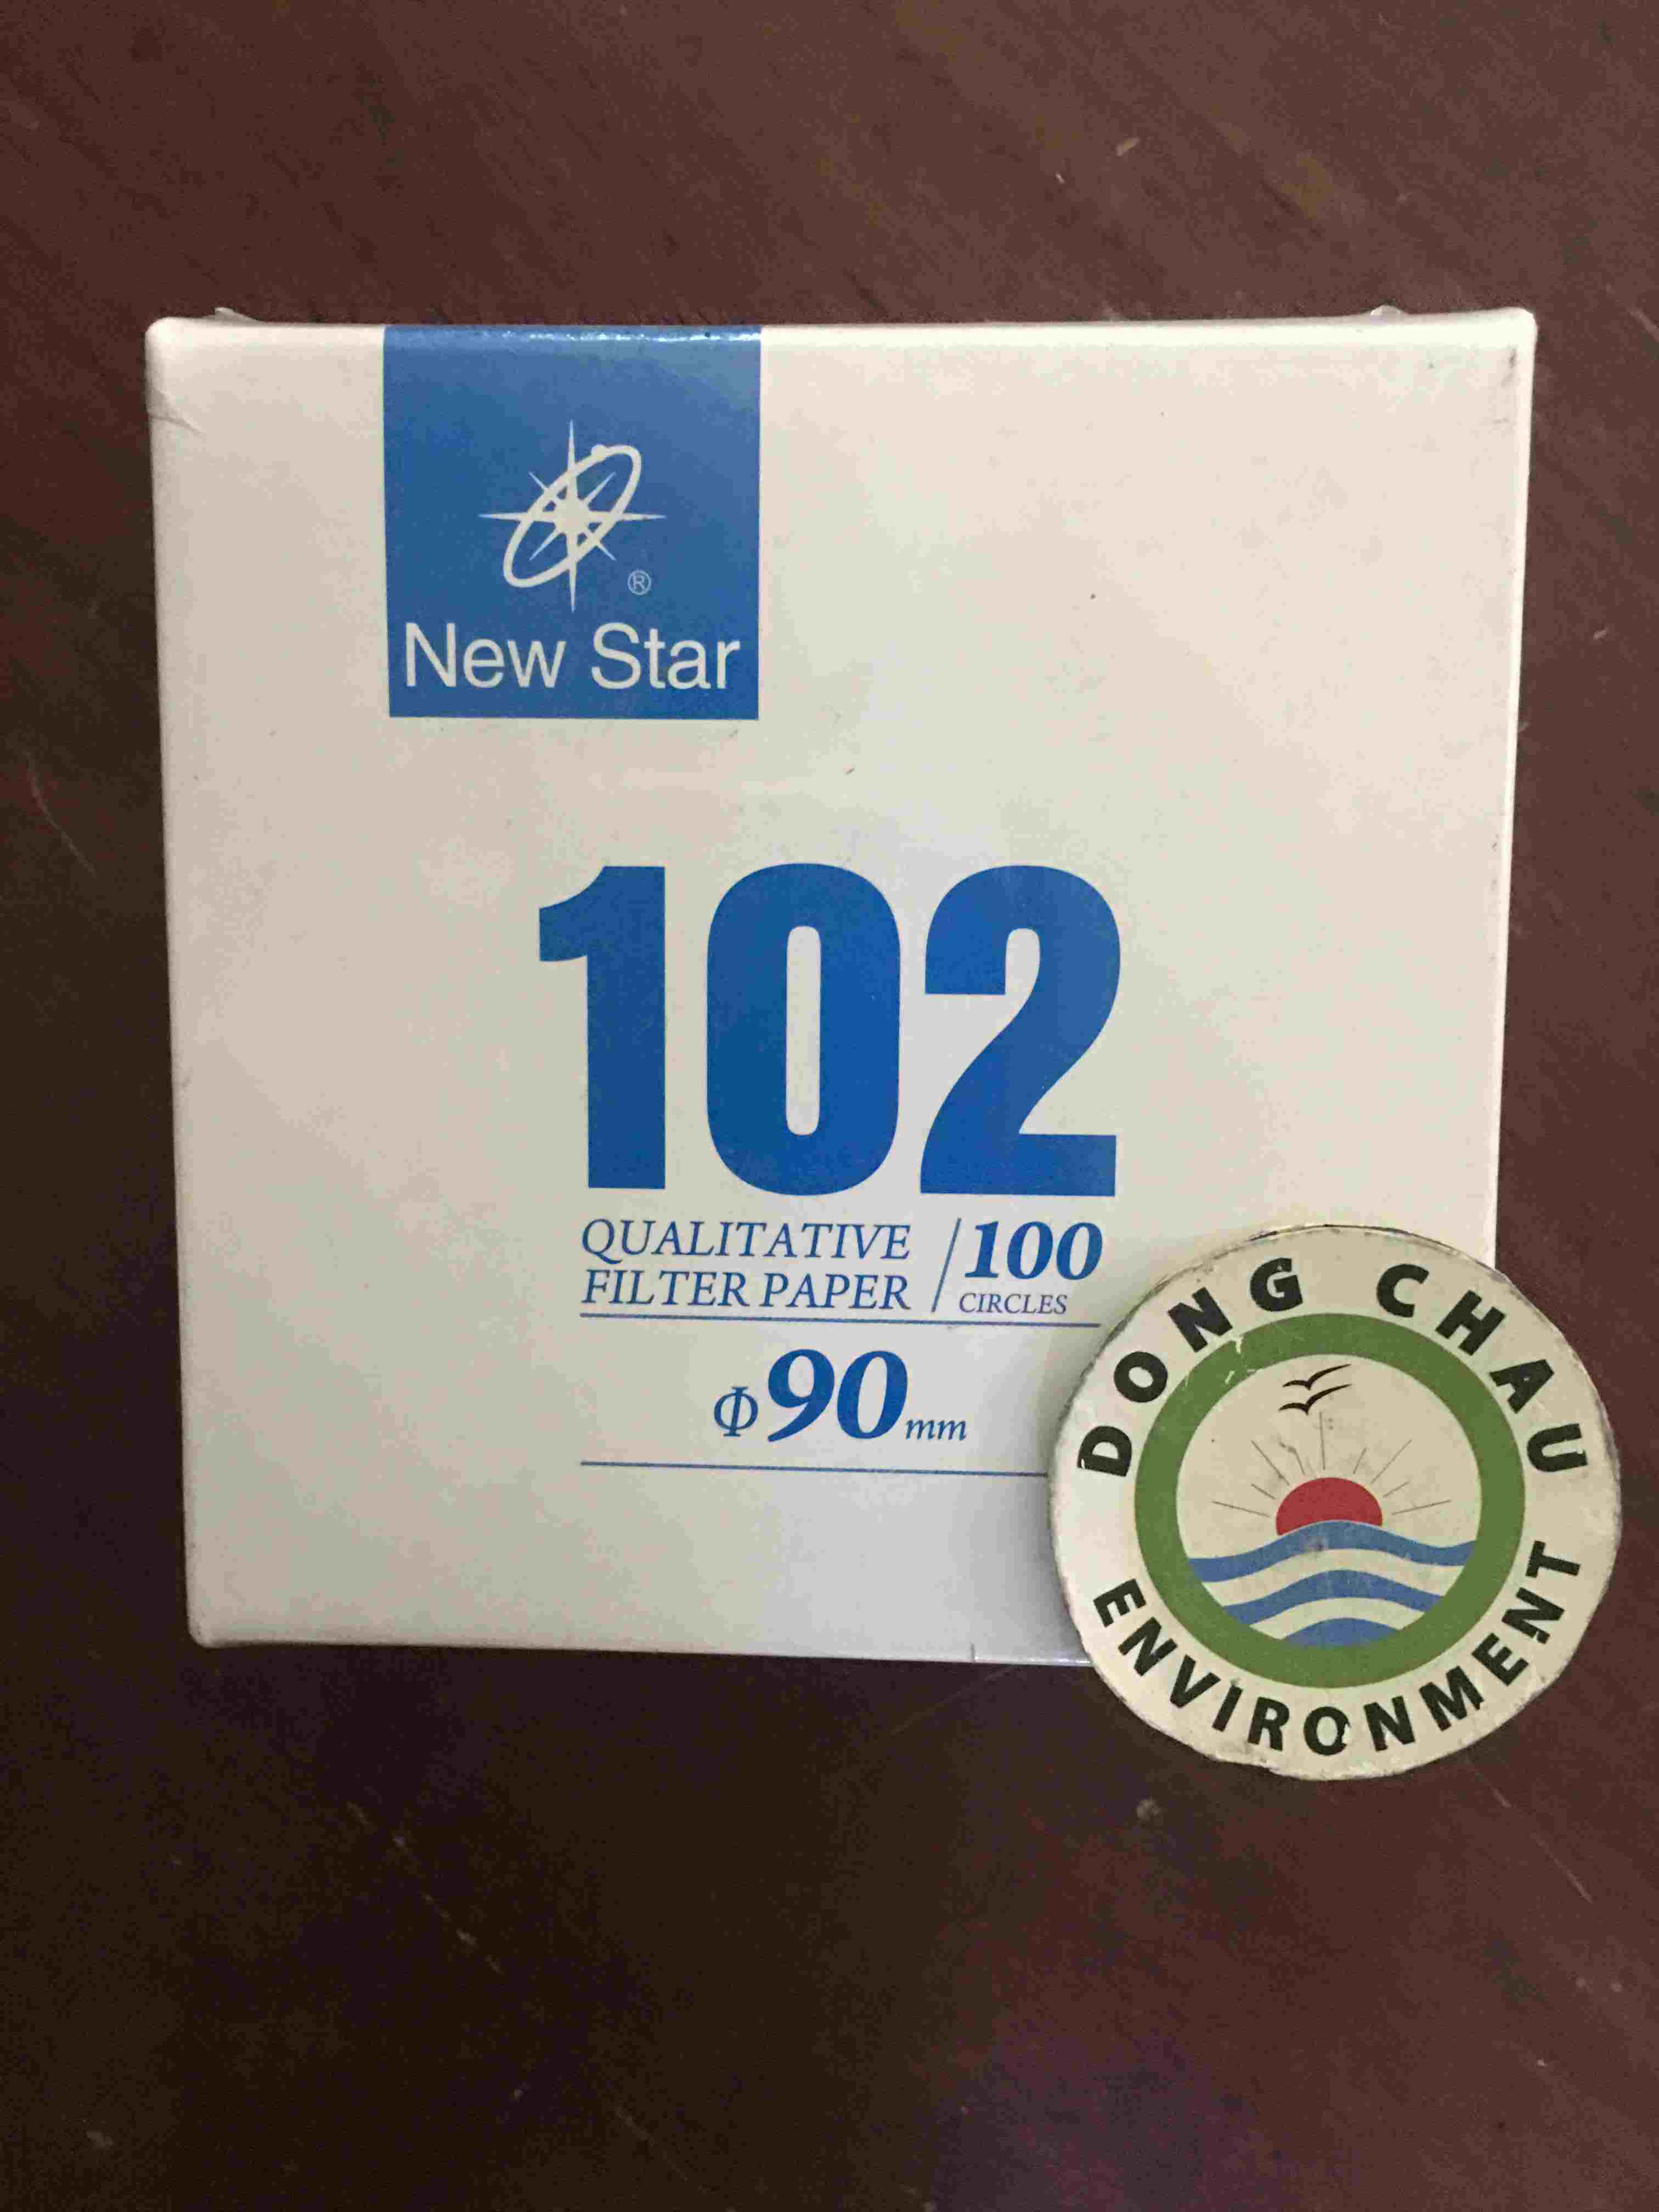 ®
New Star
102
QUALITATIVE
FILTER PAPER
/100
CIRCLES
Φ90mm
DONG CHAU
ENVIRONMENT